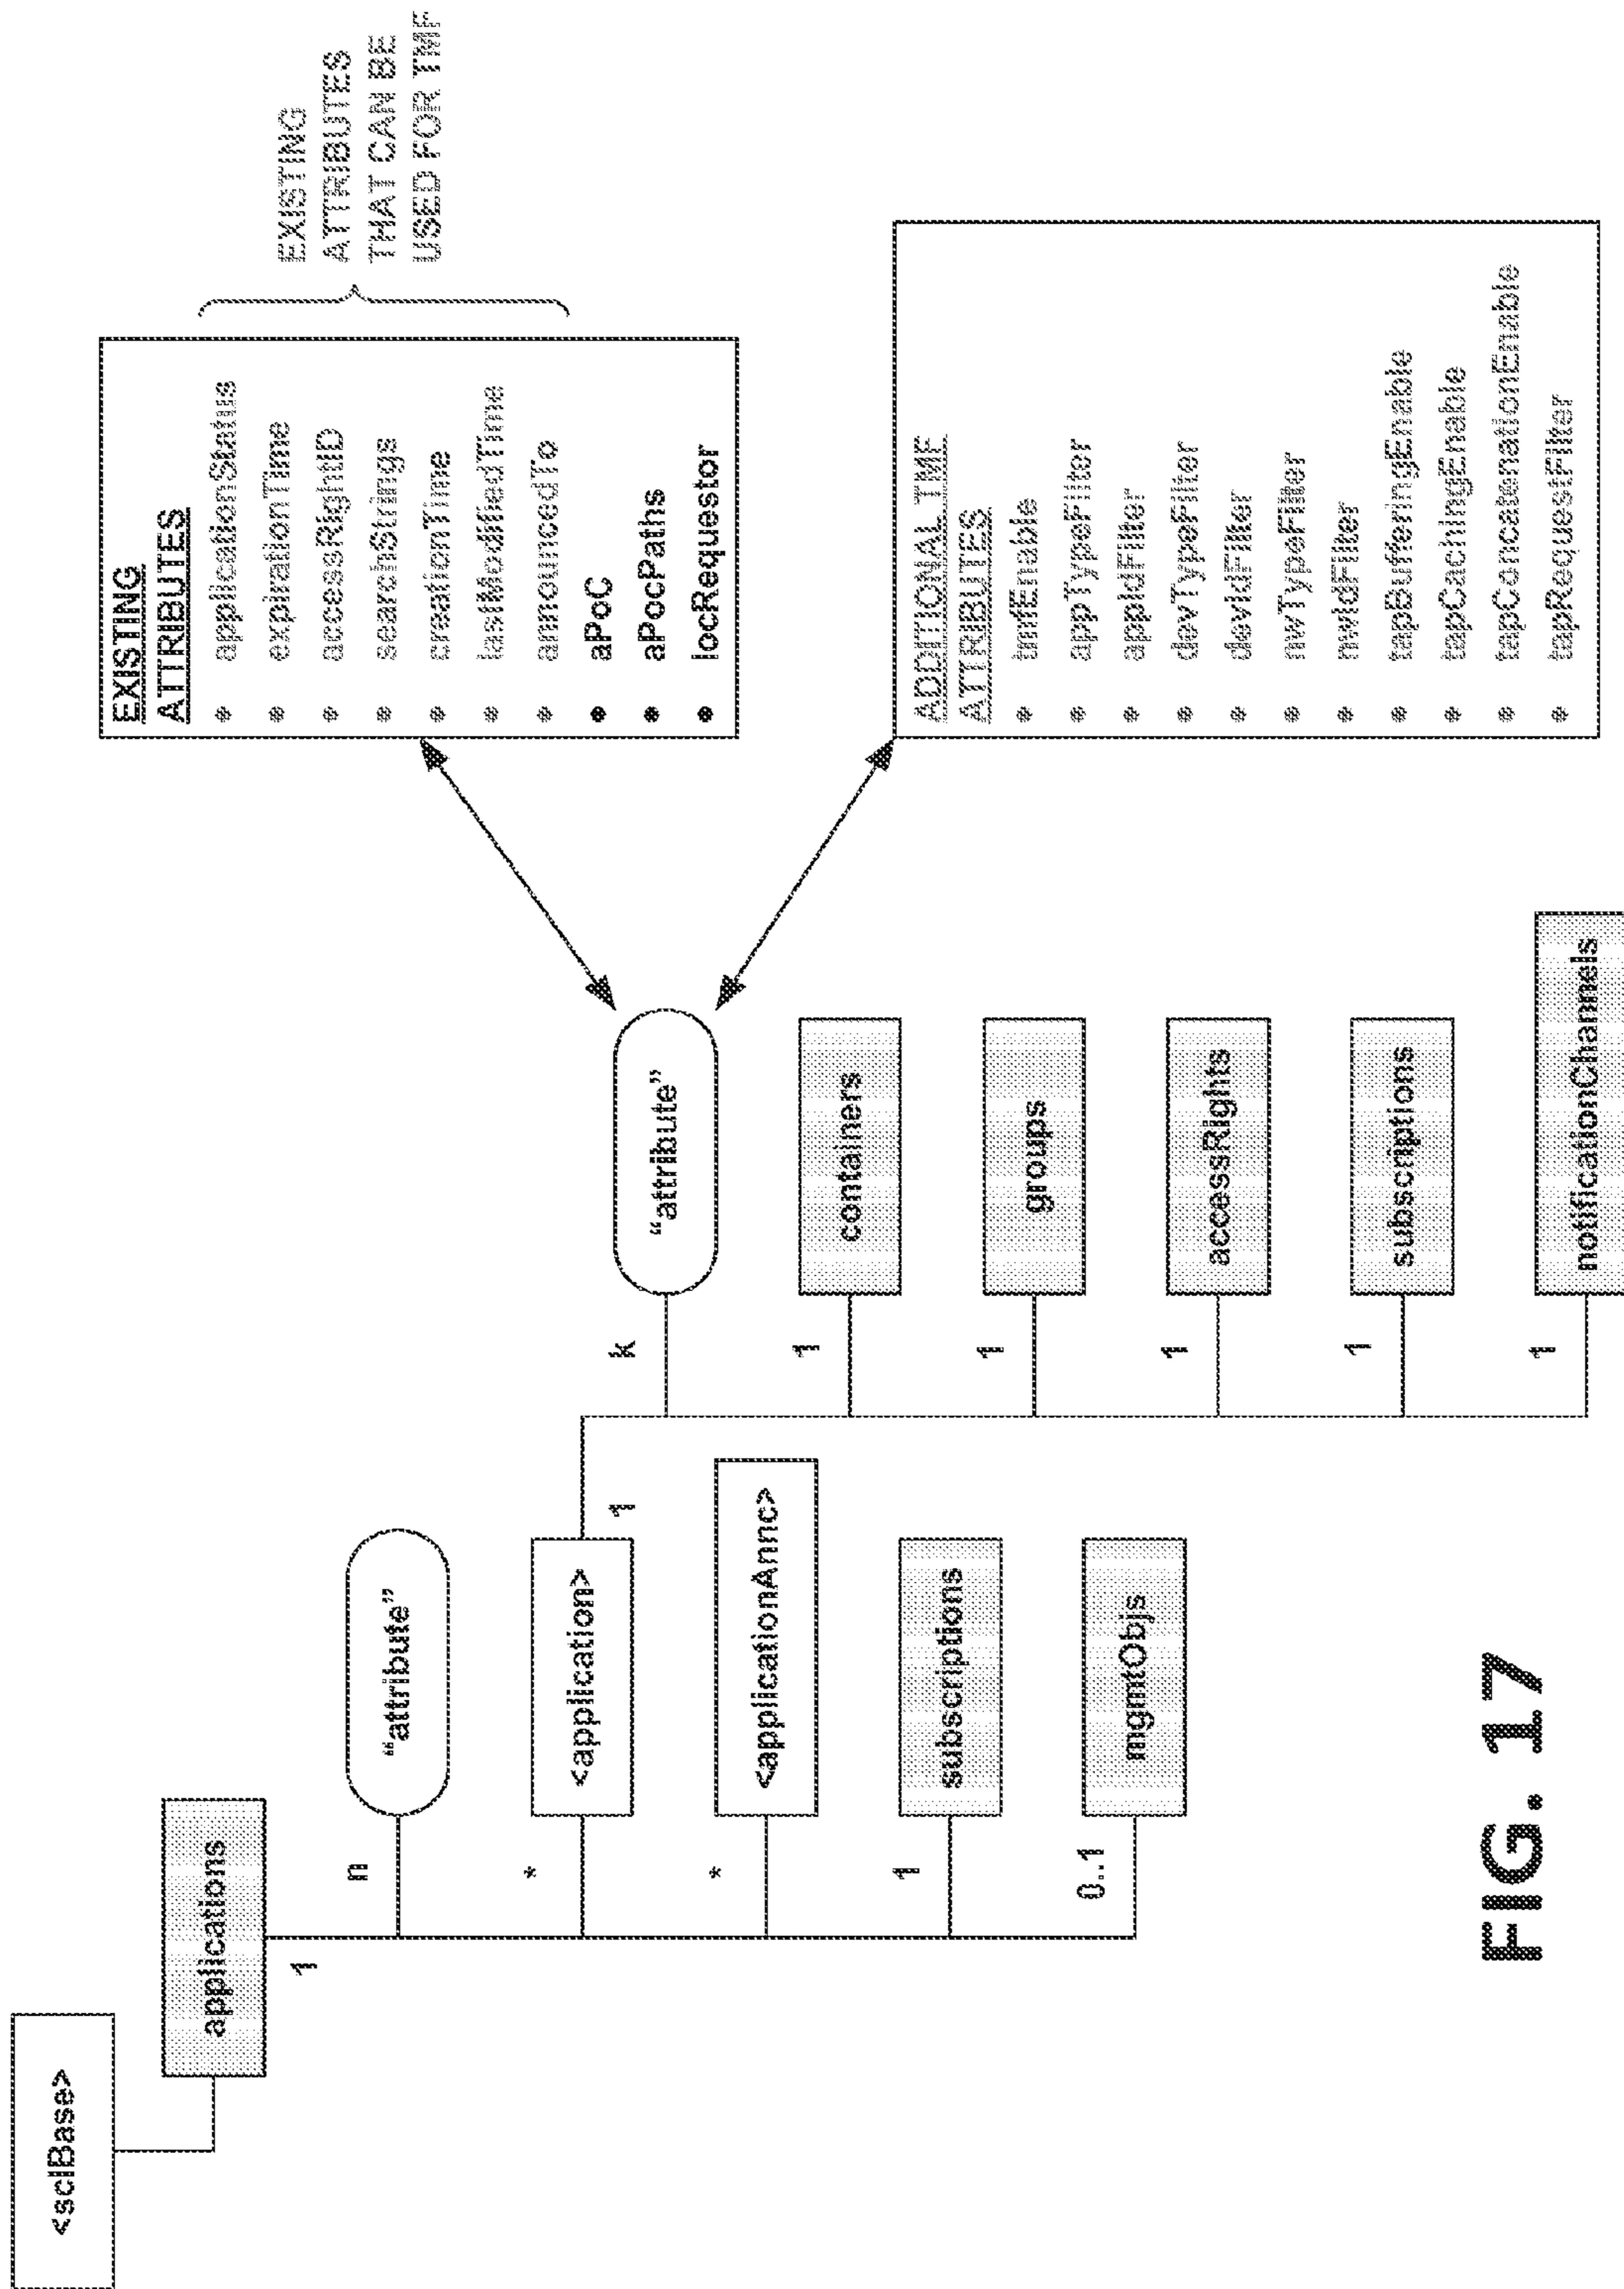 <sclBase>
applications
1
n
"attribute"
*
<application>
1
*
<applicationAnnc>
1
subscriptions
0..1
mgmtObjs
k
“attribute”
1
containers
1
groups
1
accessRights
1
subscriptions
1
notificationChannels
EXISTING
ATTRIBUTES
• applicationStatus
• expirationTime
• accessRightID
• searchStrings
• creationTime
• lastModifiedTime
• announcedTo
• aPoC
• aPocPaths
• locRequestor
EXISTING
ATTRIBUTES
THAT CAN BE
USED FOR TMF
ADDITIONAL TMF
ATTRIBUTES
• tmfEnable
• appTypeFilter
• appIdFilter
• devTypeFilter
• devIdFilter
• nwTypeFilter
• nwIdFilter
• tapBufferingEnable
• tapCachingEnable
• tapConcatenationEnable
• tapRequestFilter
FIG. 17